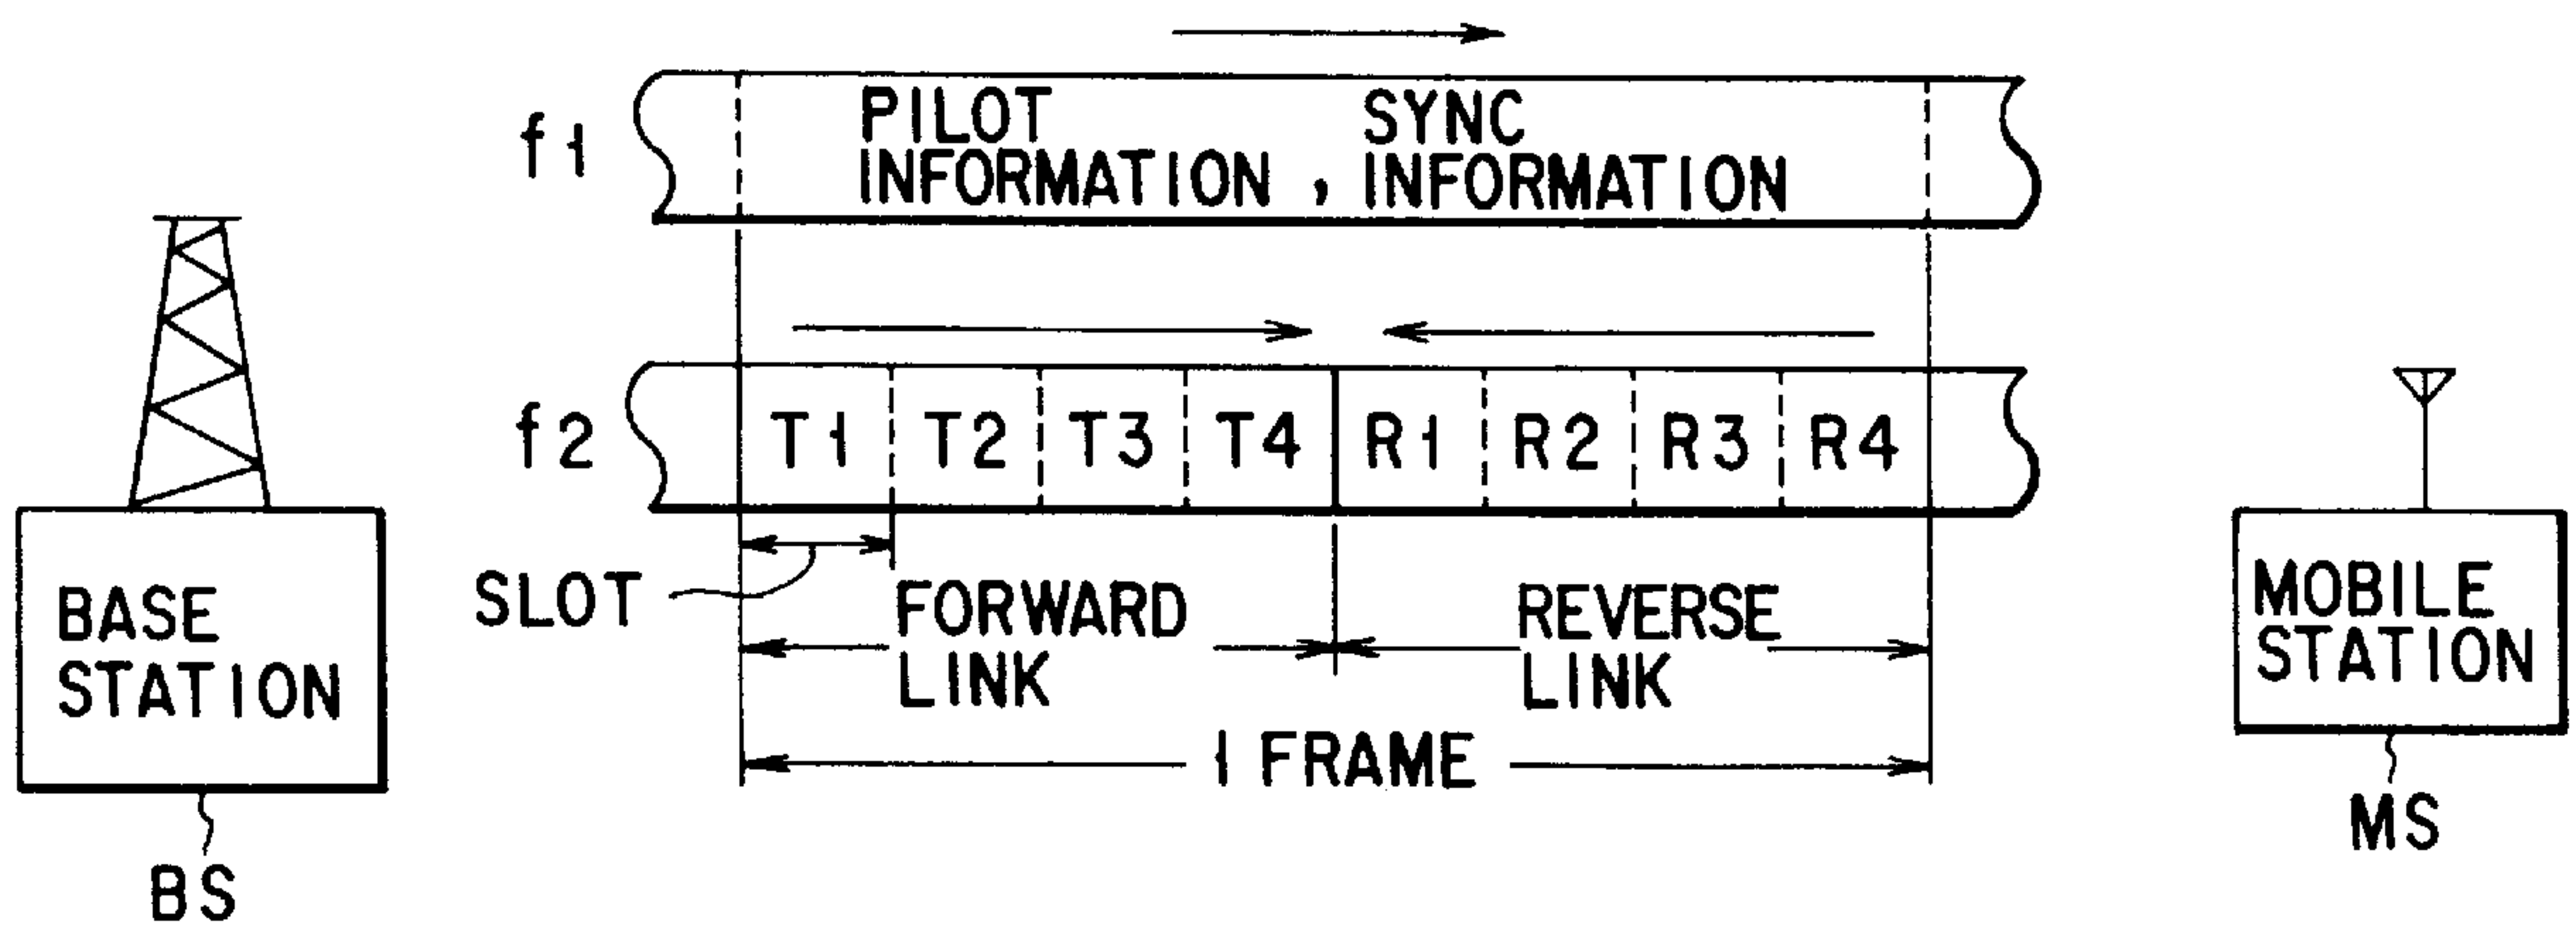 f1
PILOT SYNC
INFORMATION , INFORMATION
f2 T1 T2 T3 T4 R1 R2 R3 R4
SLOT
FORWARD
LINK
REVERSE
LINK
1 FRAME
BASE
STATION
BS
MOBILE
STATION
MS